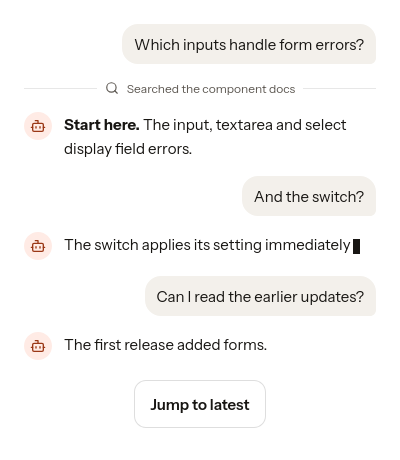 Which inputs handle form errors?
Searched the component docs
Start here. The input, textarea and select
display field errors.
And the switch?
The switch applies its setting immediately
Can I read the earlier updates?
The first release added forms.
Jump to latest